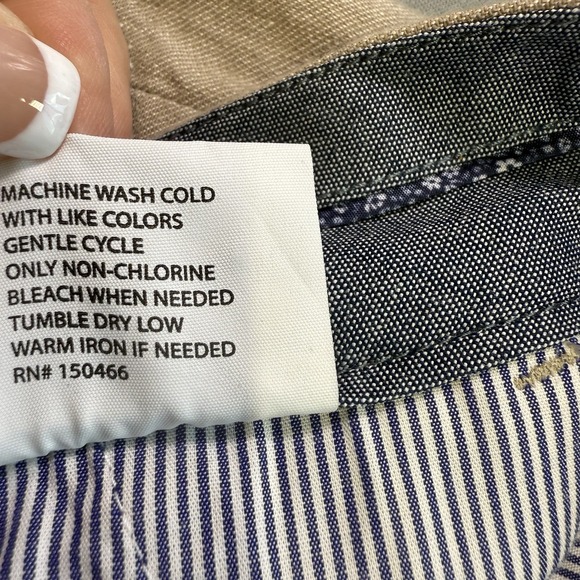 MACHINE WASH COLD
WITH LIKE COLORS
GENTLE CYCLE
ONLY NON-CHLORINE
BLEACH WHEN NEEDED
TUMBLE DRY LOW
WARM IRON IF NEEDED
RN# 150466